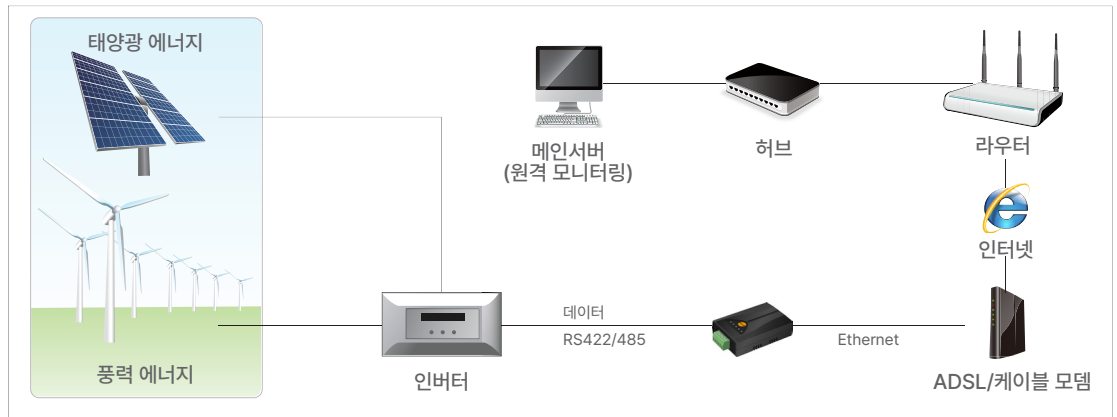 태양광 에너지
메인서버
(원격 모니터링)
허브
라우터
인터넷
데이터
RS422/485
Ethernet
풍력 에너지
인버터
ADSL/케이블 모뎀